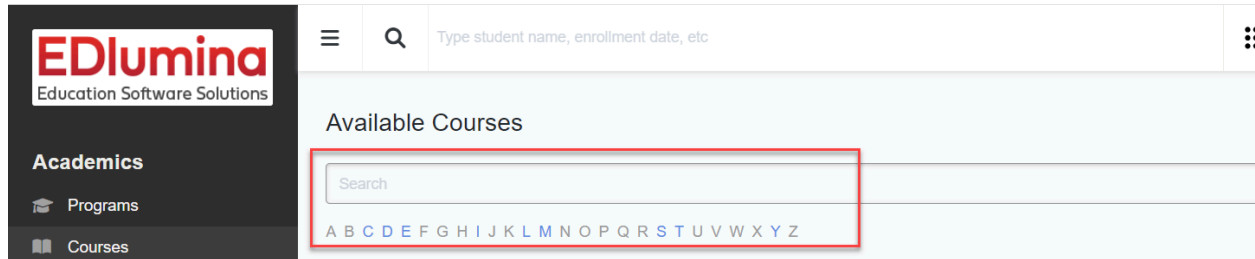 EDlumina
Education Software Solutions
Type student name, enrollment date, etc
Available Courses
Academics
Search
Programs
A B C D E F G H I J K L M N O P Q R S T U V W X Y Z
Courses